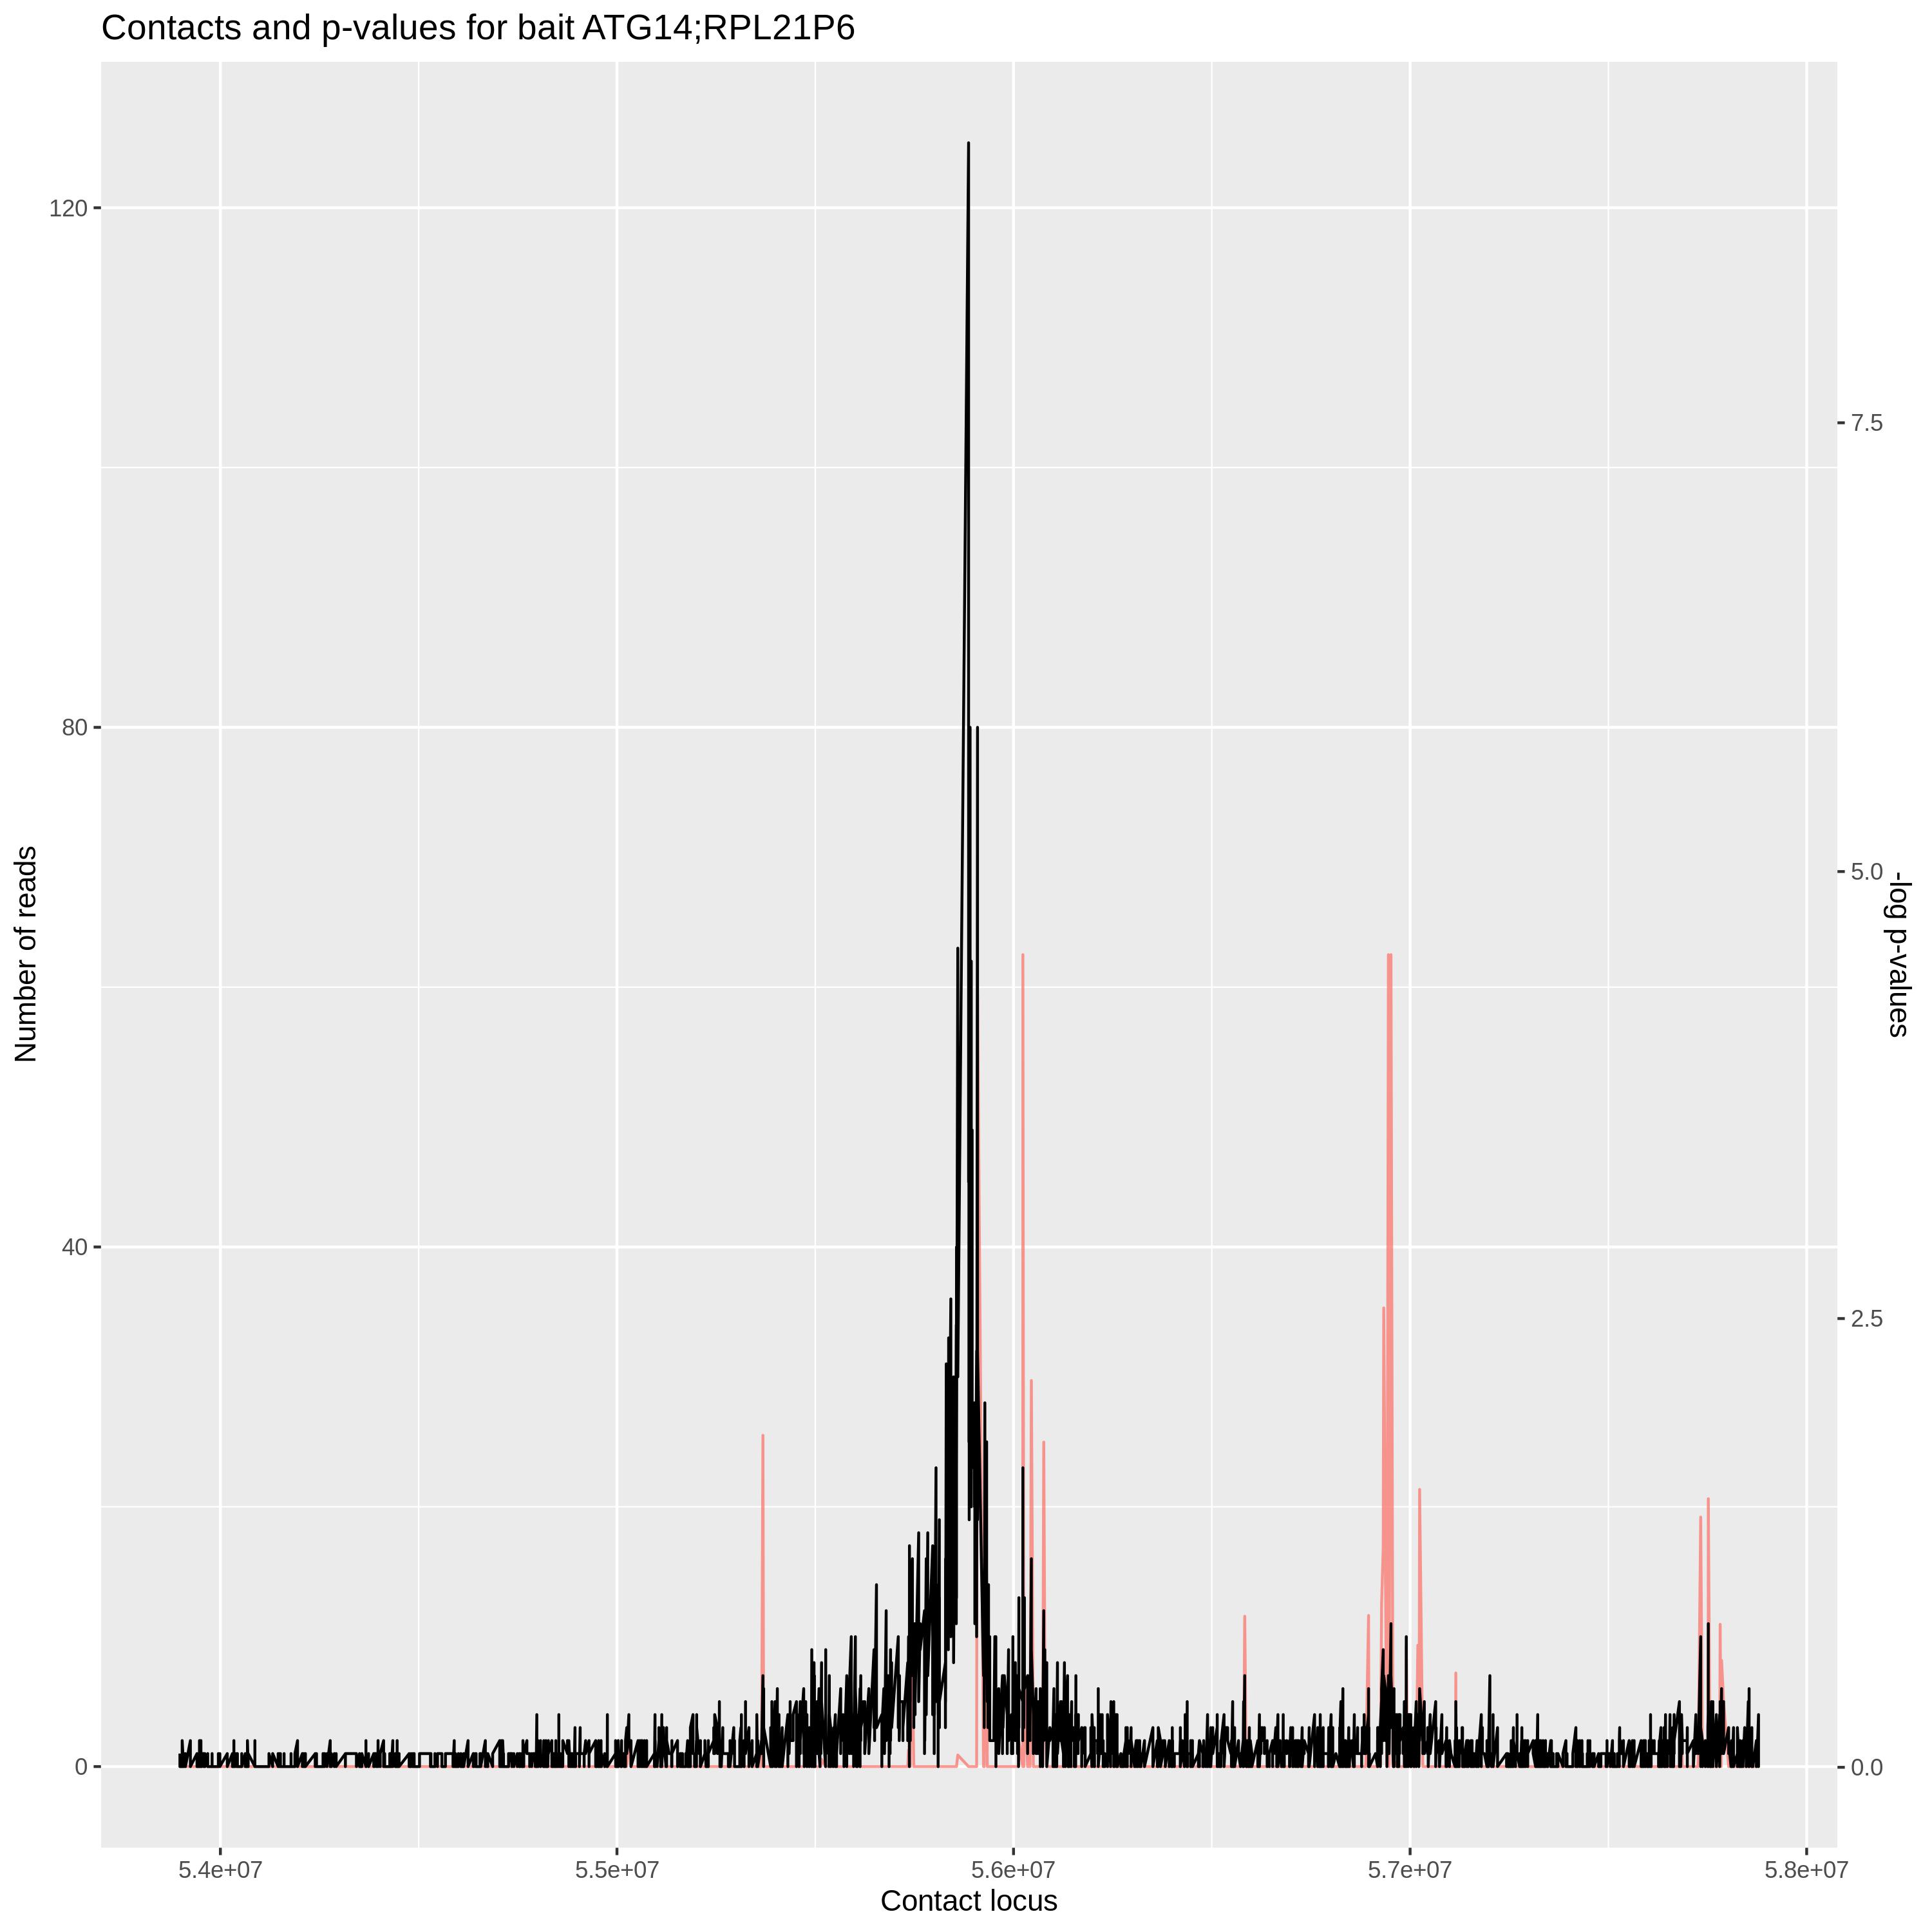 Contacts and p-values for bait ATG14;RPL21P6
120
80
40
0
Number of reads
7.5
5.0
2.5
0.0
-log p-values
5.4e+07
5.5e+07
5.6e+07
5.7e+07
5.8e+07
Contact locus